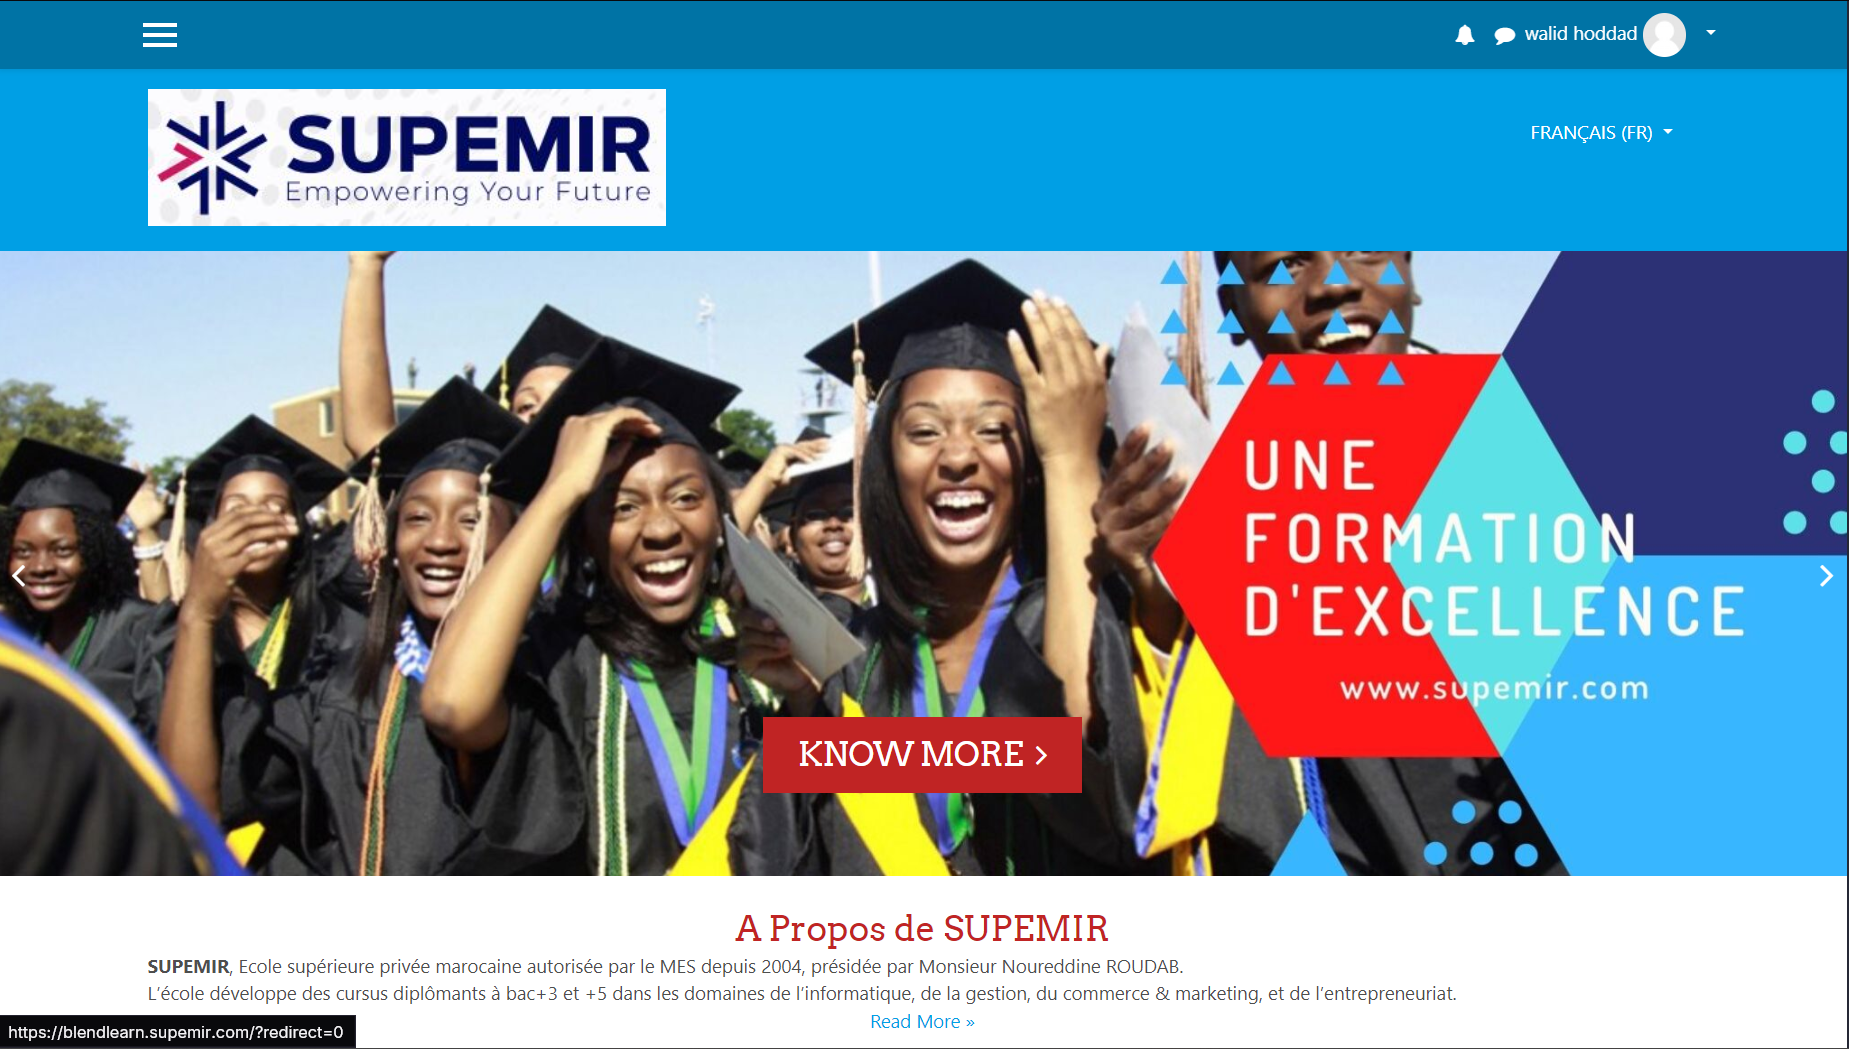 walid hoddad
SUPEMIR
Empowering Your Future
FRANÇAIS (FR)
UNE
FORMATION
D'EXCELLENCE
www.supemir.com
KNOW MORE
A Propos de SUPEMIR
SUPEMIR, Ecole supérieure privée marocaine autorisée par le MES depuis 2004, présidée par Monsieur Noureddine ROUDAB.
L’école développe des cursus diplômants à bac+3 et +5 dans les domaines de l’informatique, de la gestion, du commerce & marketing, et de l’entrepreneuriat.
Read More »
https://blendlearn.supemir.com/?redirect=0